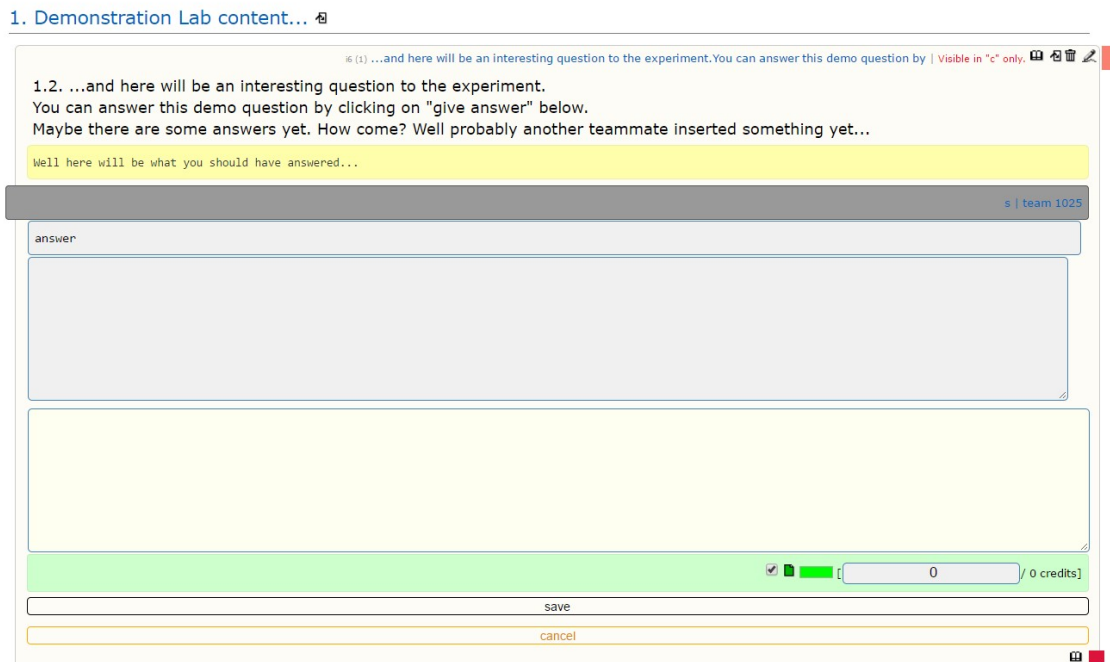 1. Demonstration Lab content...
i6 (1) ...and here will be an interesting question to the experiment.You can answer this demo question by | Visible in "c" only.
1.2. ...and here will be an interesting question to the experiment.
You can answer this demo question by clicking on "give answer" below.
Maybe there are some answers yet. How come? Well probably another teammate inserted something yet...
Well here will be what you should have answered...
s | team 1025
answer
[ 0 / 0 credits]
save
cancel